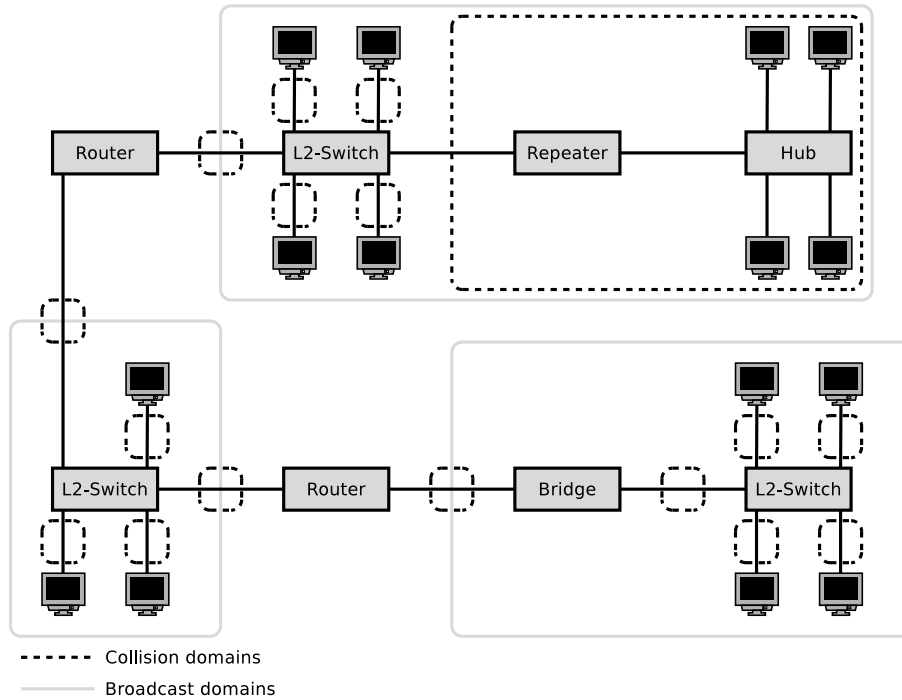 Router
L2-Switch
Repeater
Hub
L2-Switch
Router
Bridge
L2-Switch
Collision domains
Broadcast domains